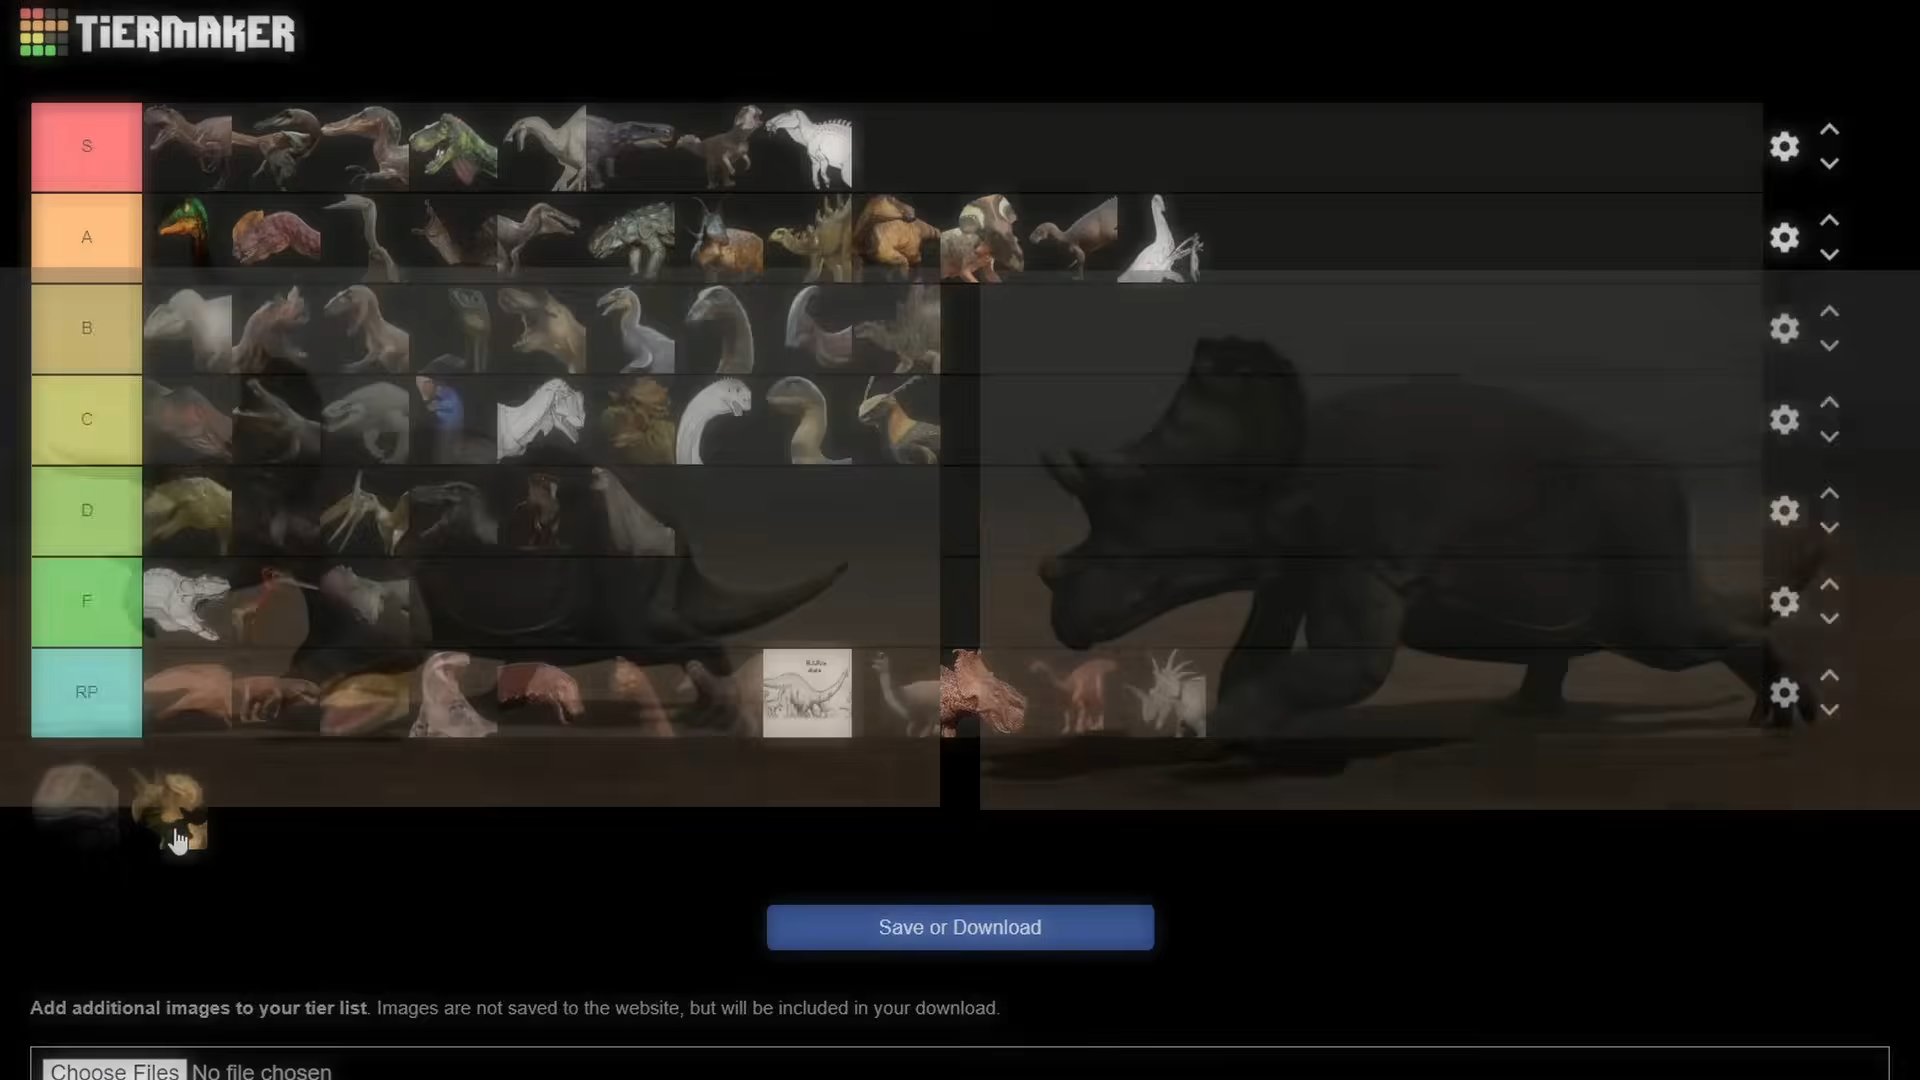 TiERMAKER
S
A
B
C
D
F
RP
Save or Download
Add additional images to your tier list. Images are not saved to the website, but will be included in your download.
Choose Files No file chosen